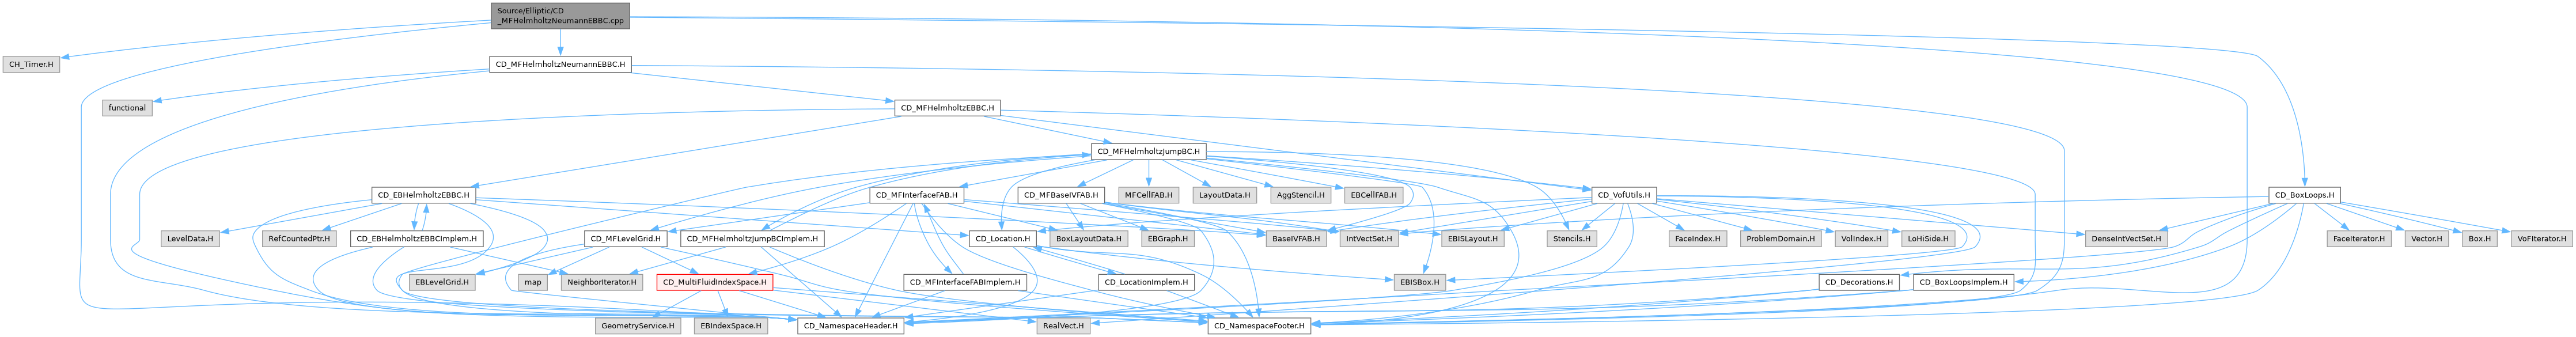 Source/Elliptic/CD
_MFHelmholtzNeumannEBBC.cpp
CH_Timer.H
CD_MFHelmholtzNeumannEBBC.H
functional
CD_MFHelmholtzEBBC.H
CD_MFHelmholtzJumpBC.H
CD_EBHelmholtzEBBC.H
CD_MFInterfaceFAB.H
CD_MFBaseIVFAB.H
MFCellFAB.H
LayoutData.H
AggStencil.H
EBCellFAB.H
CD_VofUtils.H
CD_BoxLoops.H
LevelData.H
RefCountedPtr.H
CD_EBHelmholtzEBBCImplem.H
CD_MFLevelGrid.H
CD_MFHelmholtzJumpBCImplem.H
CD_Location.H
BoxLayoutData.H
EBGraph.H
BaseIVFAB.H
IntVectSet.H
EBISLayout.H
Stencils.H
FaceIndex.H
ProblemDomain.H
VolIndex.H
LoHiSide.H
DenseIntVectSet.H
FaceIterator.H
Vector.H
Box.H
VoFIterator.H
EBLevelGrid.H
map
NeighborIterator.H
CD_MultiFluidIndexSpace.H
CD_MFInterfaceFABImplem.H
CD_LocationImplem.H
EBISBox.H
CD_Decorations.H
CD_BoxLoopsImplem.H
GeometryService.H
EBIndexSpace.H
CD_NamespaceHeader.H
RealVect.H
CD_NamespaceFooter.H